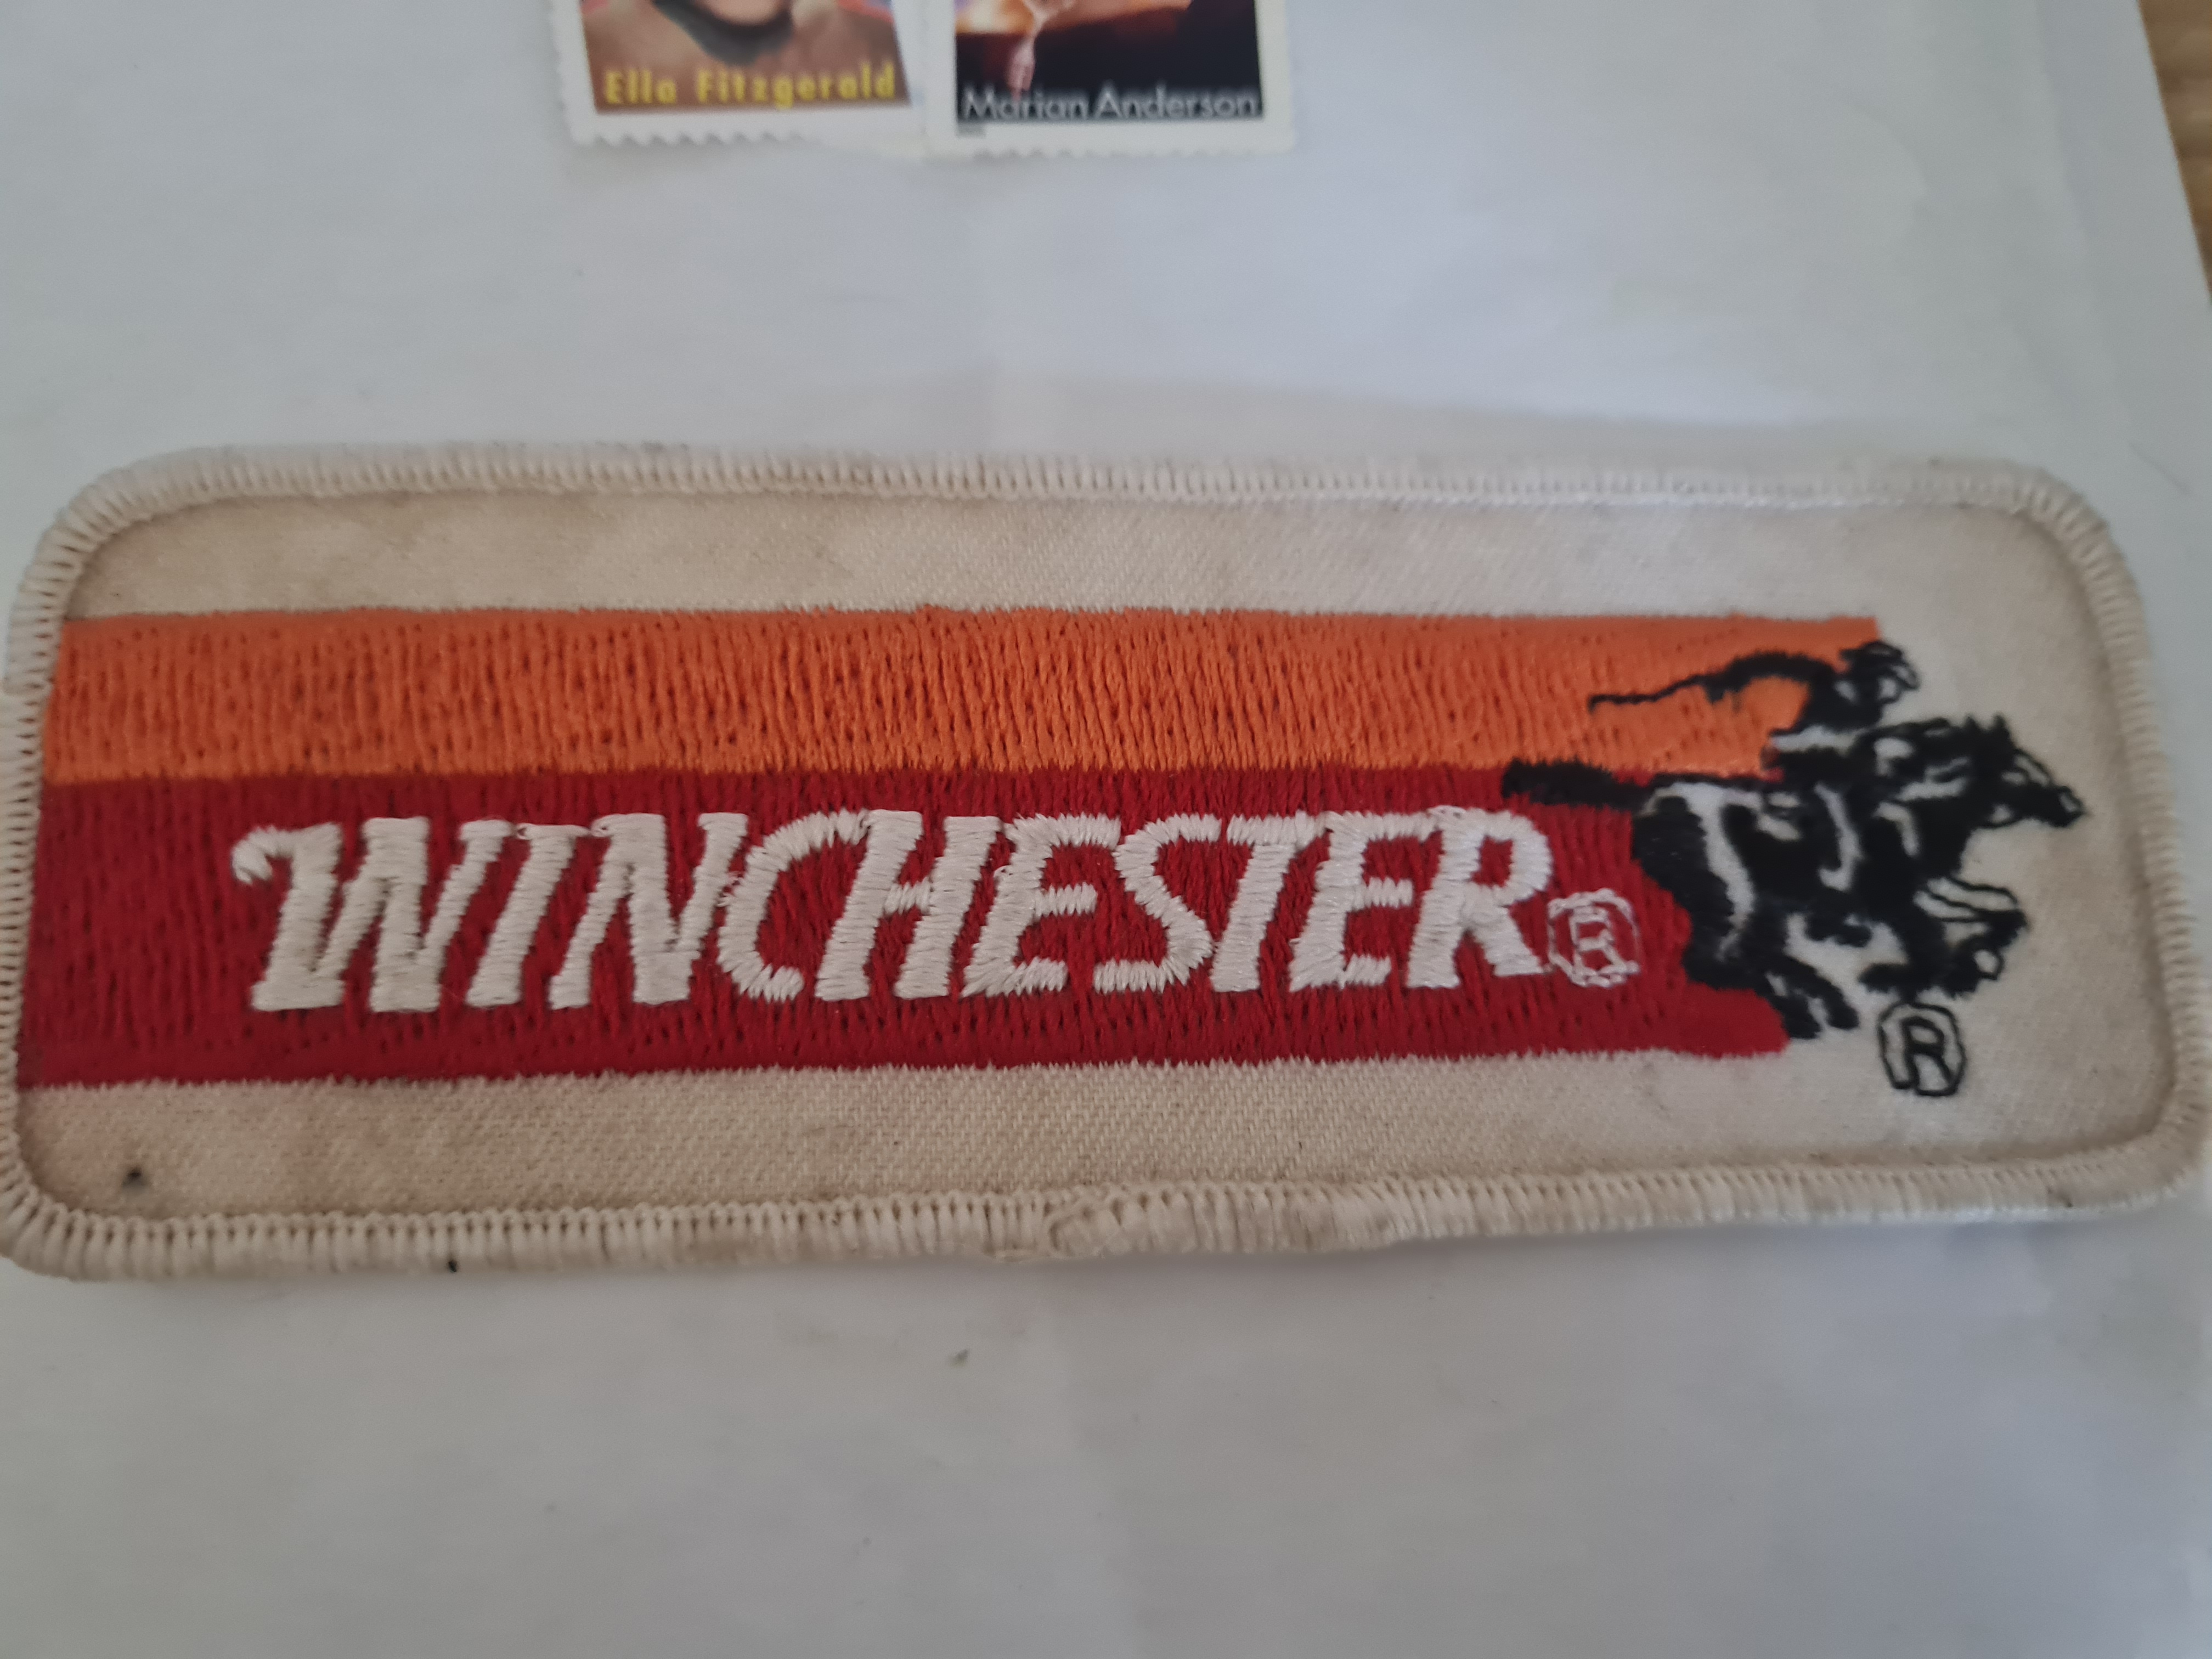 Ella Fitzgerald
Marian Anderson
WINCHESTER®
®